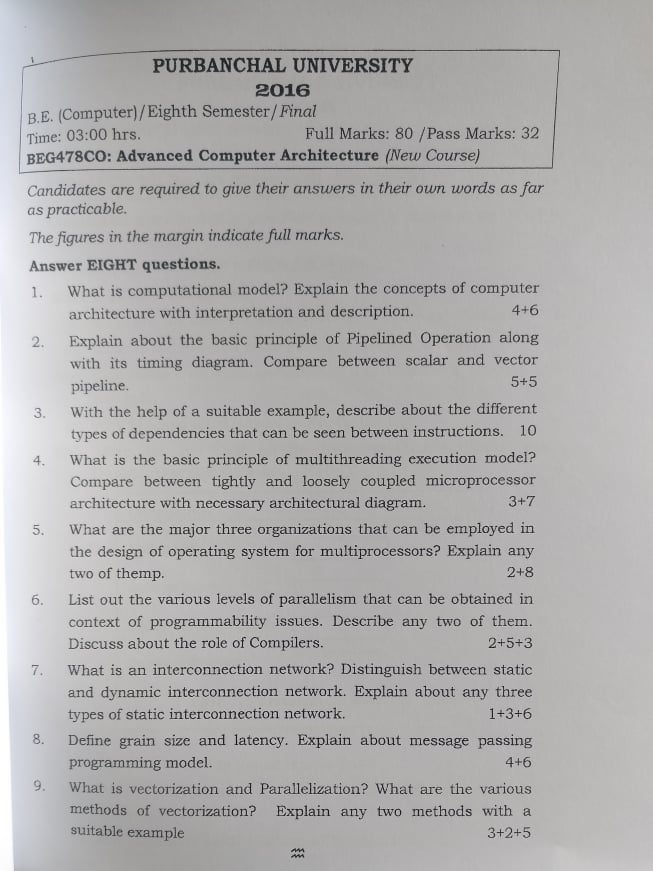 PURBANCHAL UNIVERSITY
2016
B.E. (Computer)/Eighth Semester/Final
Time: 03:00 hrs. Full Marks: 80 /Pass Marks: 32
BEG478CO: Advanced Computer Architecture (New Course)
Candidates are required to give their answers in their own words as far
as practicable.
The figures in the margin indicate full marks.
Answer EIGHT questions.
1. What is computational model? Explain the concepts of computer
architecture with interpretation and description. 4+6
2. Explain about the basic principle of Pipelined Operation along
with its timing diagram. Compare between scalar and vector
pipeline. 5+5
3. With the help of a suitable example, describe about the different
types of dependencies that can be seen between instructions. 10
4. What is the basic principle of multithreading execution model?
Compare between tightly and loosely coupled microprocessor
architecture with necessary architectural diagram. 3+7
5. What are the major three organizations that can be employed in
the design of operating system for multiprocessors? Explain any
two of themp. 2+8
6. List out the various levels of parallelism that can be obtained in
context of programmability issues. Describe any two of them.
Discuss about the role of Compilers. 2+5+3
7. What is an interconnection network? Distinguish between static
and dynamic interconnection network. Explain about any three
types of static interconnection network. 1+3+6
8. Define grain size and latency. Explain about message passing
programming model. 4+6
9. What is vectorization and Parallelization? What are the various
methods of vectorization? Explain any two methods with a
suitable example 3+2+5